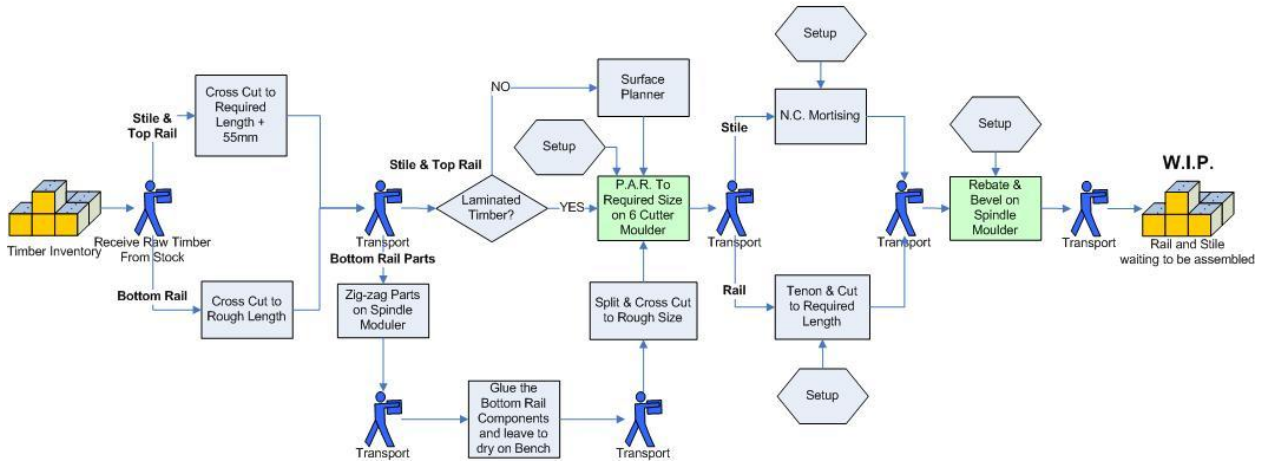 Timber Inventory
Stile &
Top Rail
Receive Raw Timber
From Stock
Bottom Rail
Cross Cut to
Required
Length +
55mm
Cross Cut to
Rough Length
Transport
Stile & Top Rail
Laminated
Timber?
NO
YES
Surface
Planner
Setup
P.A.R. To
Required Size
on 6 Cutter
Moulder
Bottom Rail Parts
Zig-zag Parts
on Spindle
Moduler
Transport
Glue the
Bottom Rail
Components
and leave to
dry on Bench
Transport
Split & Cross Cut
to Rough Size
Transport
Stile
Rail
Setup
N.C. Mortising
Tenon & Cut
to Required
Length
Setup
Transport
Setup
Rebate &
Bevel on
Spindle
Moulder
Transport
W.I.P.
Rail and Stile
waiting to be assembled